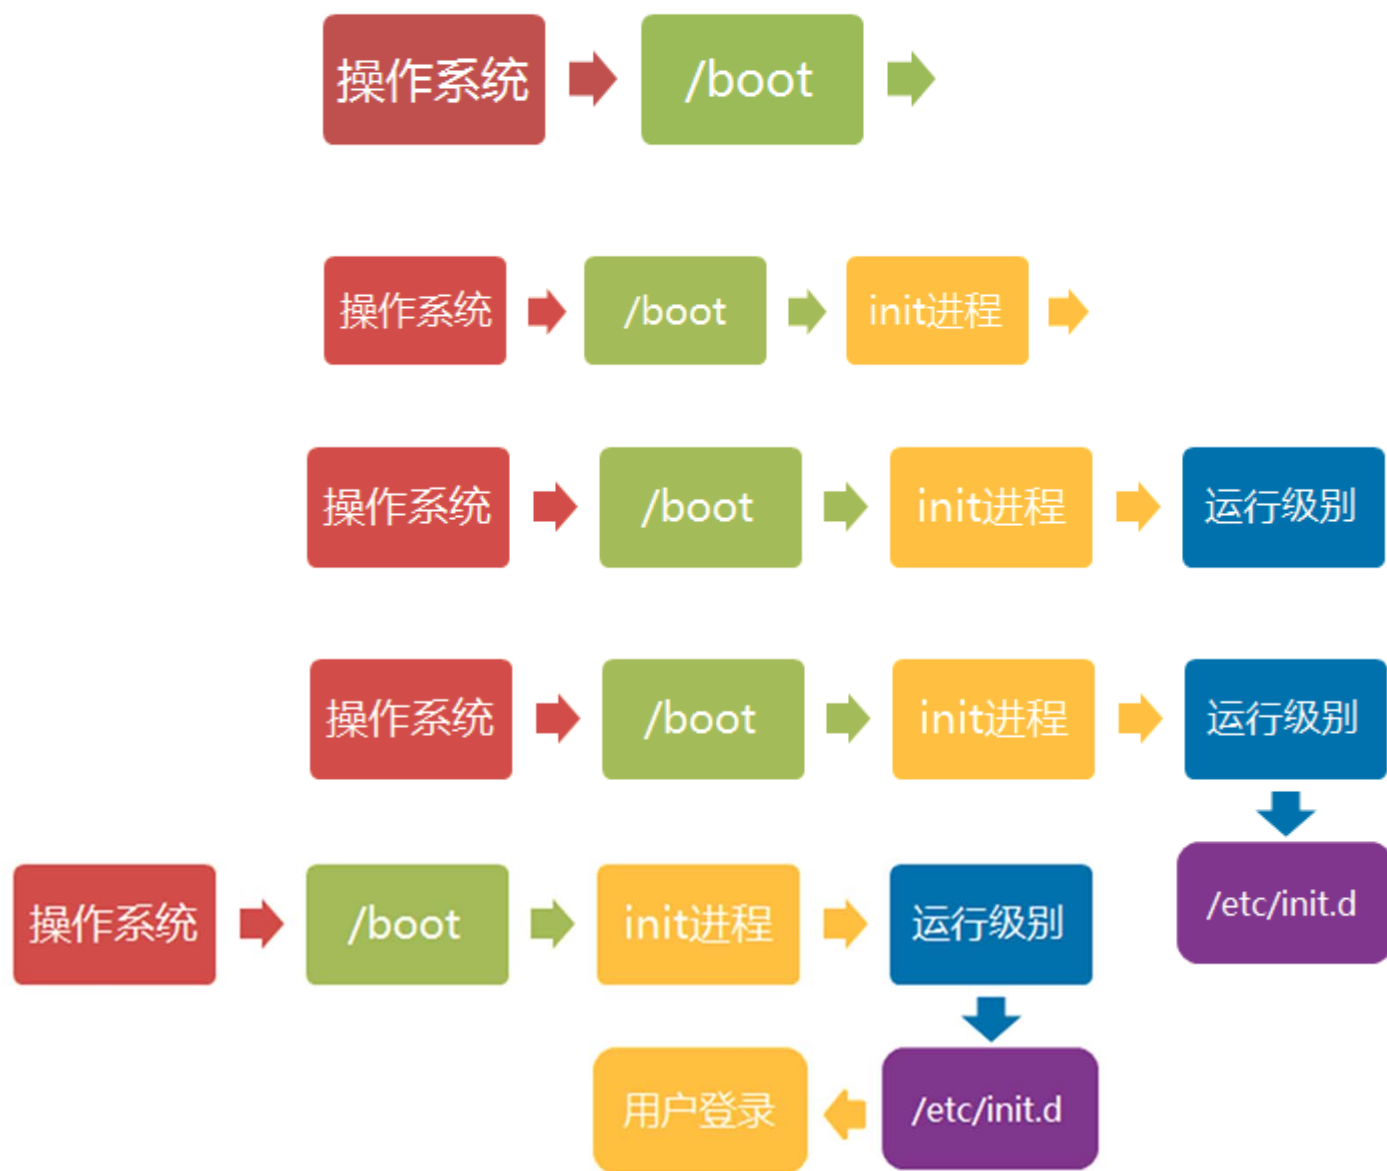 操作系统 /boot
操作系统 /boot init进程
操作系统 /boot init进程 运行级别
操作系统 /boot init进程 运行级别
/etc/init.d
操作系统 /boot init进程 运行级别
用户登录 /etc/init.d